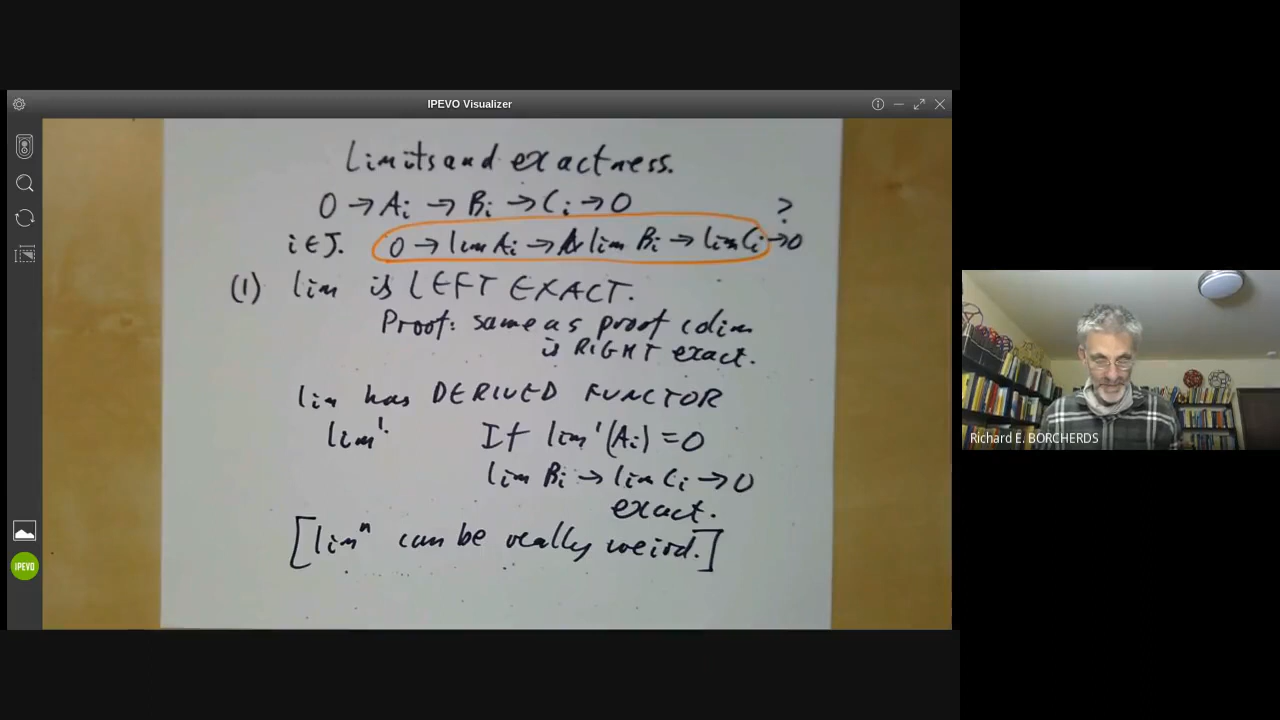 IPEVO Visualizer
Limits and exactness.
0 → Ai → Bi → Ci → 0 ?
i ∈ J. 0 → lim Ai → lim Bi → lim Ci → 0
(1) lim is LEFT EXACT.
Proof: same as proof colim
is RIGHT exact.
lim has DERIVED FUNCTOR
lim¹. If lim¹(Ai) = 0
lim Bi → lim Ci → 0
exact.
[limⁿ can be really weird.]
Richard E. BORCHERDS
IPEVO